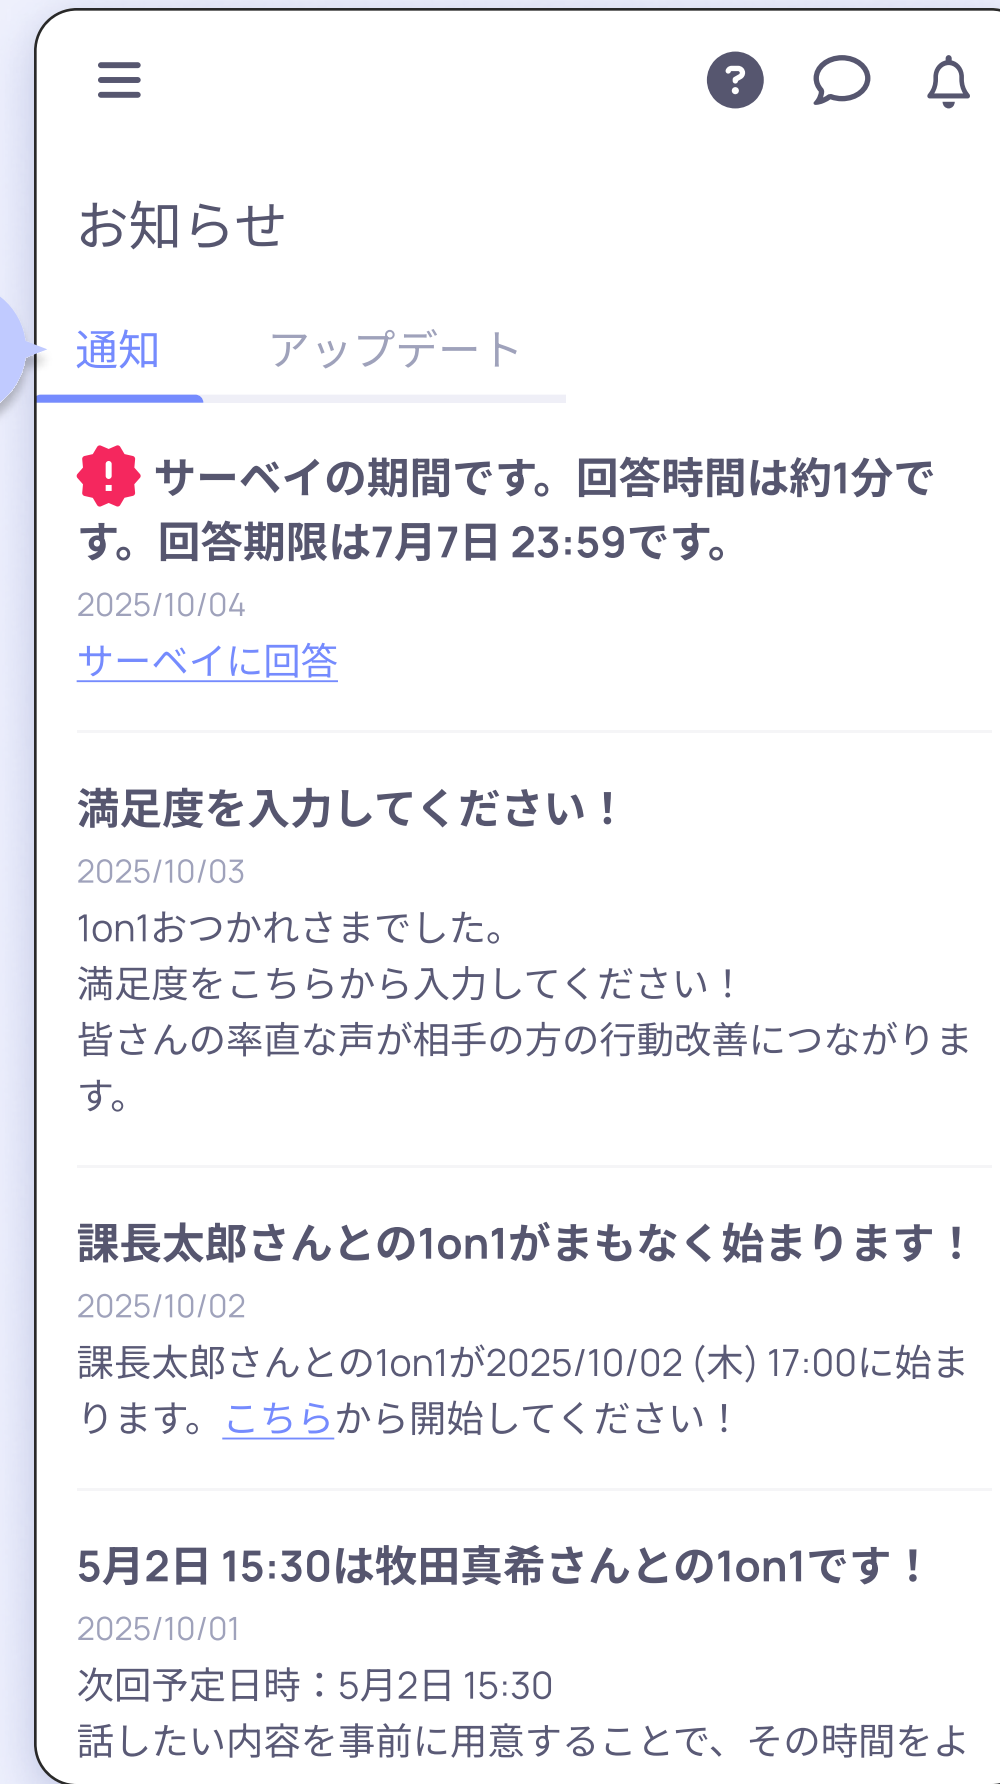 お知らせ
通知
アップデート
サーベイの期間です。回答時間は約1分で
す。回答期限は7月7日 23:59です。
2025/10/04
サーベイに回答
満足度を入力してください！
2025/10/03
1on1おつかれさまでした。
満足度をこちらから入力してください！
皆さんの率直な声が相手の方の行動改善につながりま
す。
課長太郎さんとの1on1がまもなく始まります！
2025/10/02
課長太郎さんとの1on1が2025/10/02 (木) 17:00に始ま
ります。こちらから開始してください！
5月2日 15:30は牧田真希さんとの1on1です！
2025/10/01
次回予定日時：5月2日 15:30
話したい内容を事前に用意することで、その時間をよ